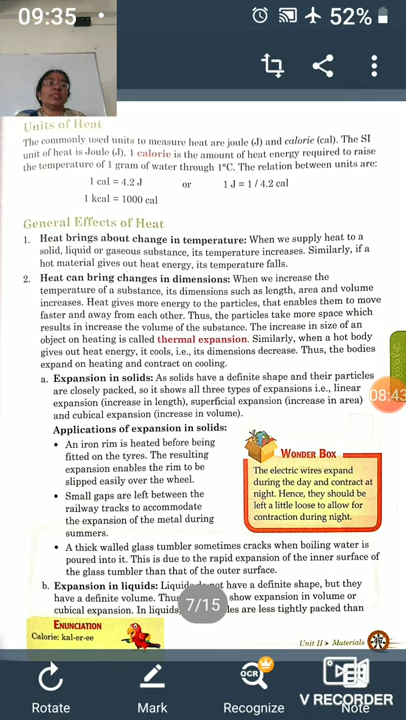 09:35
52%
Units of Heat
The commonly used units to measure heat are joule (J) and calorie (cal). The SI
unit of heat is Joule (J). 1 calorie is the amount of heat energy required to raise
the temperature of 1 gram of water through 1°C. The relation between units are:
1 cal = 4.2 J or 1 J = 1 / 4.2 cal
1 kcal = 1000 cal
General Effects of Heat
1. Heat brings about change in temperature: When we supply heat to a
solid, liquid or gaseous substance, its temperature increases. Similarly, if a
hot material gives out heat energy, its temperature falls.
2. Heat can bring changes in dimensions: When we increase the
temperature of a substance, its dimensions such as length, area and volume
increases. Heat gives more energy to the particles, that enables them to move
faster and away from each other. Thus, the particles take more space which
results in increase the volume of the substance. The increase in size of an
object on heating is called thermal expansion. Similarly, when a hot body
gives out heat energy, it cools, i.e., its dimensions decrease. Thus, the bodies
expand on heating and contract on cooling.
08:43
a. Expansion in solids: As solids have a definite shape and their particles
are closely packed, so it shows all three types of expansions i.e., linear
expansion (increase in length), superficial expansion (increase in area)
and cubical expansion (increase in volume).
Applications of expansion in solids:
• An iron rim is heated before being
fitted on the tyres. The resulting
expansion enables the rim to be
slipped easily over the wheel.
• Small gaps are left between the
railway tracks to accommodate
the expansion of the metal during
summers.
WONDER BOX
The electric wires expand
during the day and contract at
night. Hence, they should be
left a little loose to allow for
contraction during night.
• A thick walled glass tumbler sometimes cracks when boiling water is
poured into it. This is due to the rapid expansion of the inner surface of
the glass tumbler than that of the outer surface.
b. Expansion in liquids: not have a definite shape, but they
have a definite volume. show expansion in volume or
cubical expansion. In liquids are less tightly packed than
7/15
ENUNCIATION
Calorie: kal-er-ee
Unit II > Materials
Rotate
Mark
OCR
Recognize
Note
V RECORDER